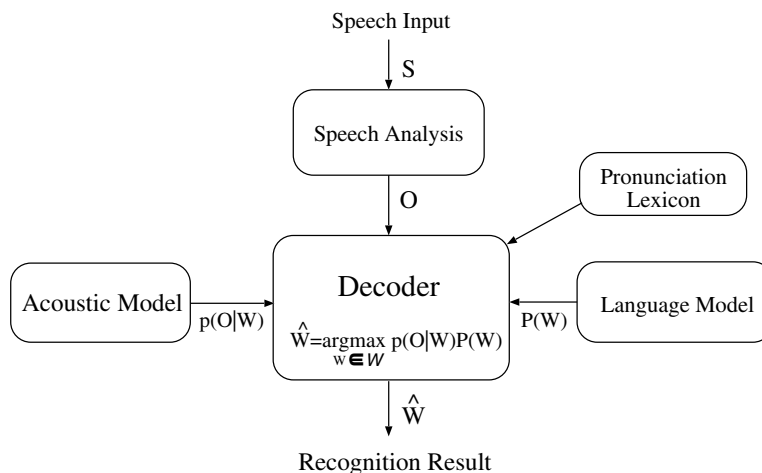 Speech Input
S
Speech Analysis
O
Pronunciation
Lexicon
Decoder
Acoustic Model
p(O|W)
Language Model
P(W)
Ŵ=argmax p(O|W)P(W)
W∈W
Ŵ
Recognition Result